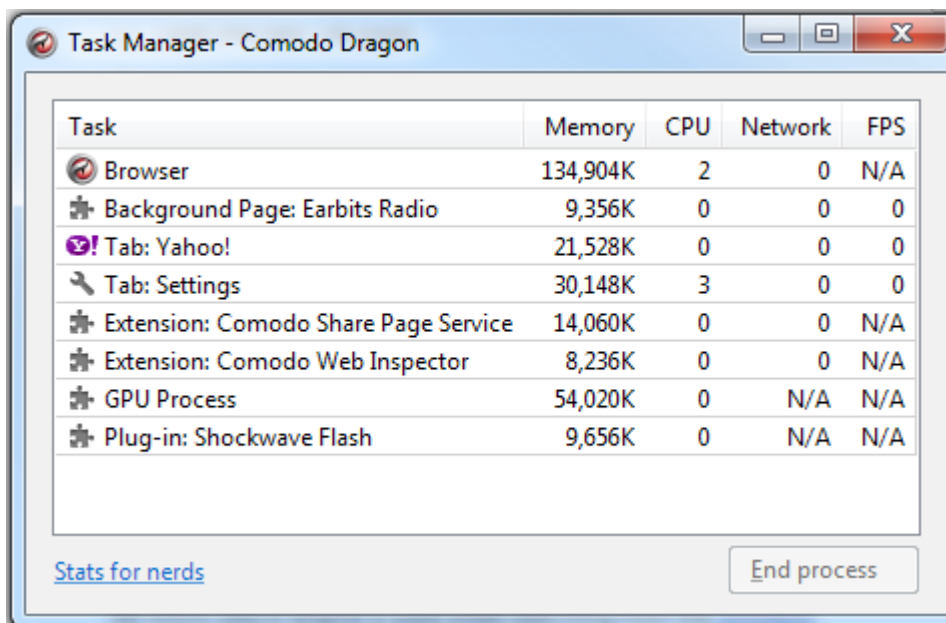 Task Manager - Comodo Dragon
Task Memory CPU Network FPS
Browser 134,904K 2 0 N/A
Background Page: Earbits Radio 9,356K 0 0 0
Y! Tab: Yahoo! 21,528K 0 0 0
Tab: Settings 30,148K 3 0 0
Extension: Comodo Share Page Service 14,060K 0 0 N/A
Extension: Comodo Web Inspector 8,236K 0 0 N/A
GPU Process 54,020K 0 N/A N/A
Plug-in: Shockwave Flash 9,656K 0 N/A N/A
Stats for nerds End process